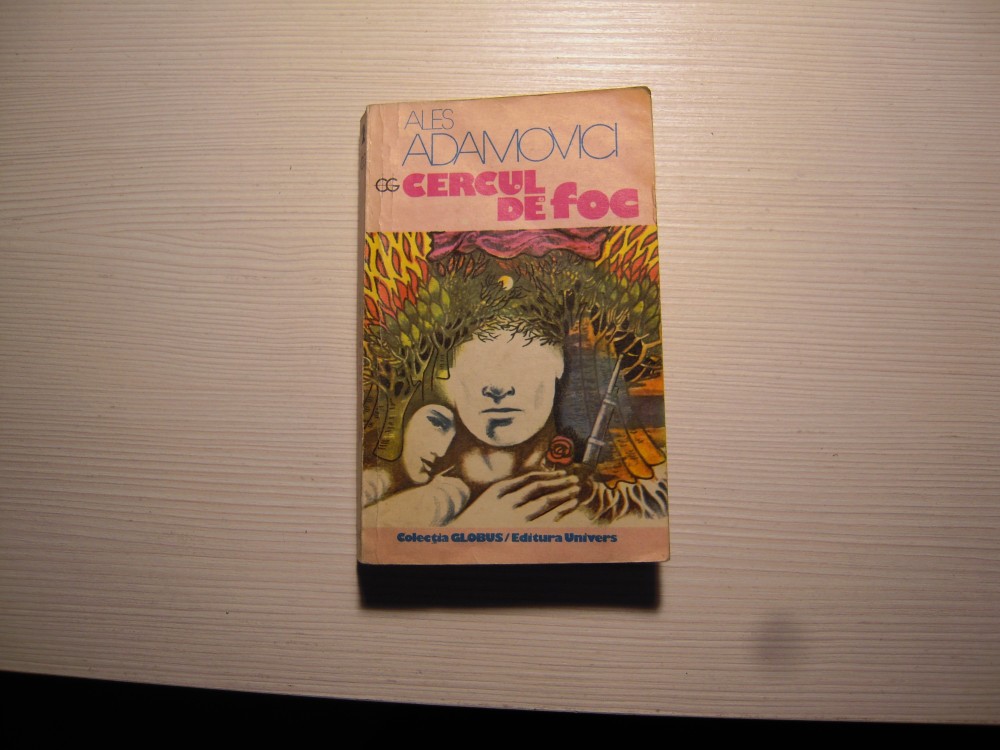 ALES
ADAMOVICI
CG CERCUL
DE foc
Colecția GLOBUS / Editura Univers